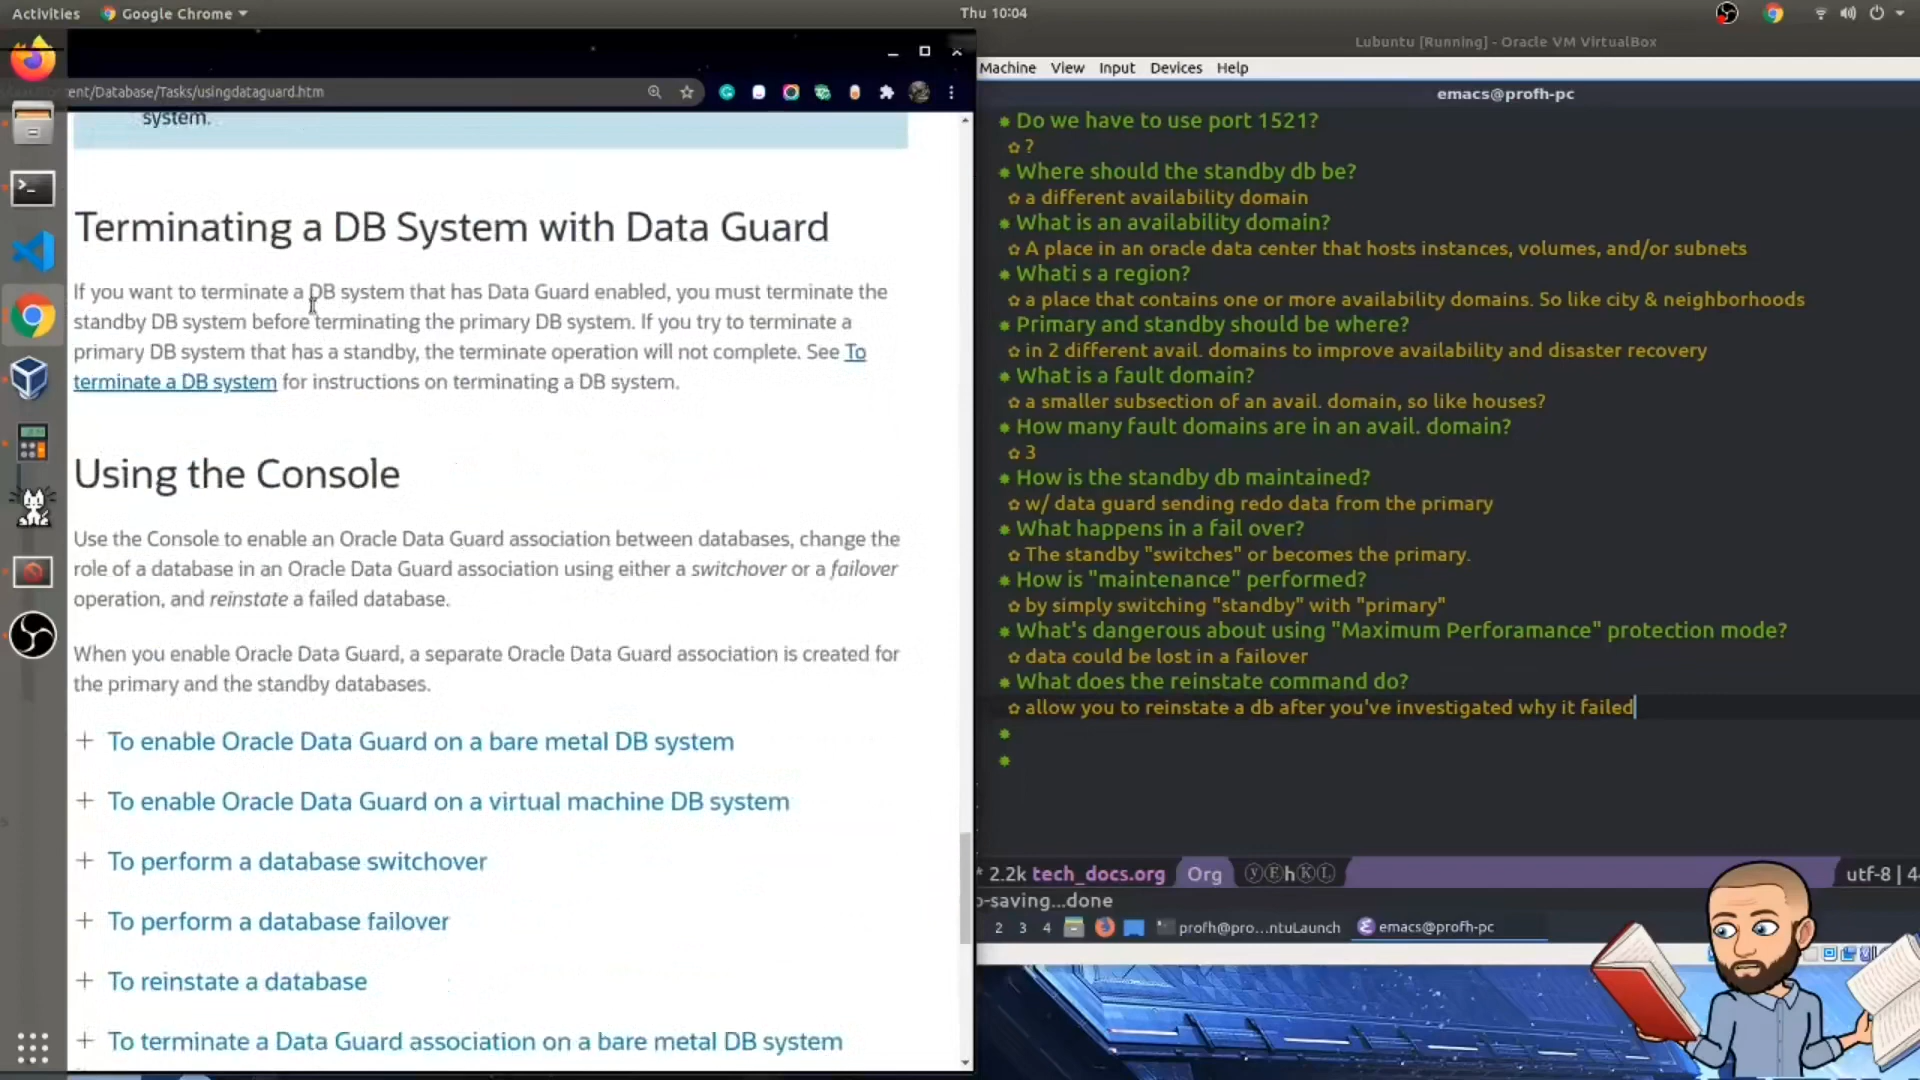 Activities
Google Chrome
Thu 10:04
Lubuntu [Running] - Oracle VM VirtualBox
ent/Database/Tasks/usingdataguard.htm
system.
Terminating a DB System with Data Guard
If you want to terminate a DB system that has Data Guard enabled, you must terminate the
standby DB system before terminating the primary DB system. If you try to terminate a
primary DB system that has a standby, the terminate operation will not complete. See To
terminate a DB system for instructions on terminating a DB system.
Using the Console
Use the Console to enable an Oracle Data Guard association between databases, change the
role of a database in an Oracle Data Guard association using either a switchover or a failover
operation, and reinstate a failed database.
When you enable Oracle Data Guard, a separate Oracle Data Guard association is created for
the primary and the standby databases.
+ To enable Oracle Data Guard on a bare metal DB system
+ To enable Oracle Data Guard on a virtual machine DB system
+ To perform a database switchover
+ To perform a database failover
+ To reinstate a database
+ To terminate a Data Guard association on a bare metal DB system
Machine View Input Devices Help
emacs@profh-pc
Do we have to use port 1521?
?
Where should the standby db be?
a different availability domain
What is an availability domain?
A place in an oracle data center that hosts instances, volumes, and/or subnets
Whati s a region?
a place that contains one or more availability domains. So like city & neighborhoods
Primary and standby should be where?
in 2 different avail. domains to improve availability and disaster recovery
What is a fault domain?
a smaller subsection of an avail. domain, so like houses?
How many fault domains are in an avail. domain?
3
How is the standby db maintained?
w/ data guard sending redo data from the primary
What happens in a fail over?
The standby "switches" or becomes the primary.
How is "maintenance" performed?
by simply switching "standby" with "primary"
What's dangerous about using "Maximum Perforamance" protection mode?
data could be lost in a failover
What does the reinstate command do?
allow you to reinstate a db after you've investigated why it failed
* 2.2k tech_docs.org Org ⓨⒺhⓀⓁ utf-8 | 4
o-saving...done
2 3 4 profh@pro...ntuLaunch emacs@profh-pc